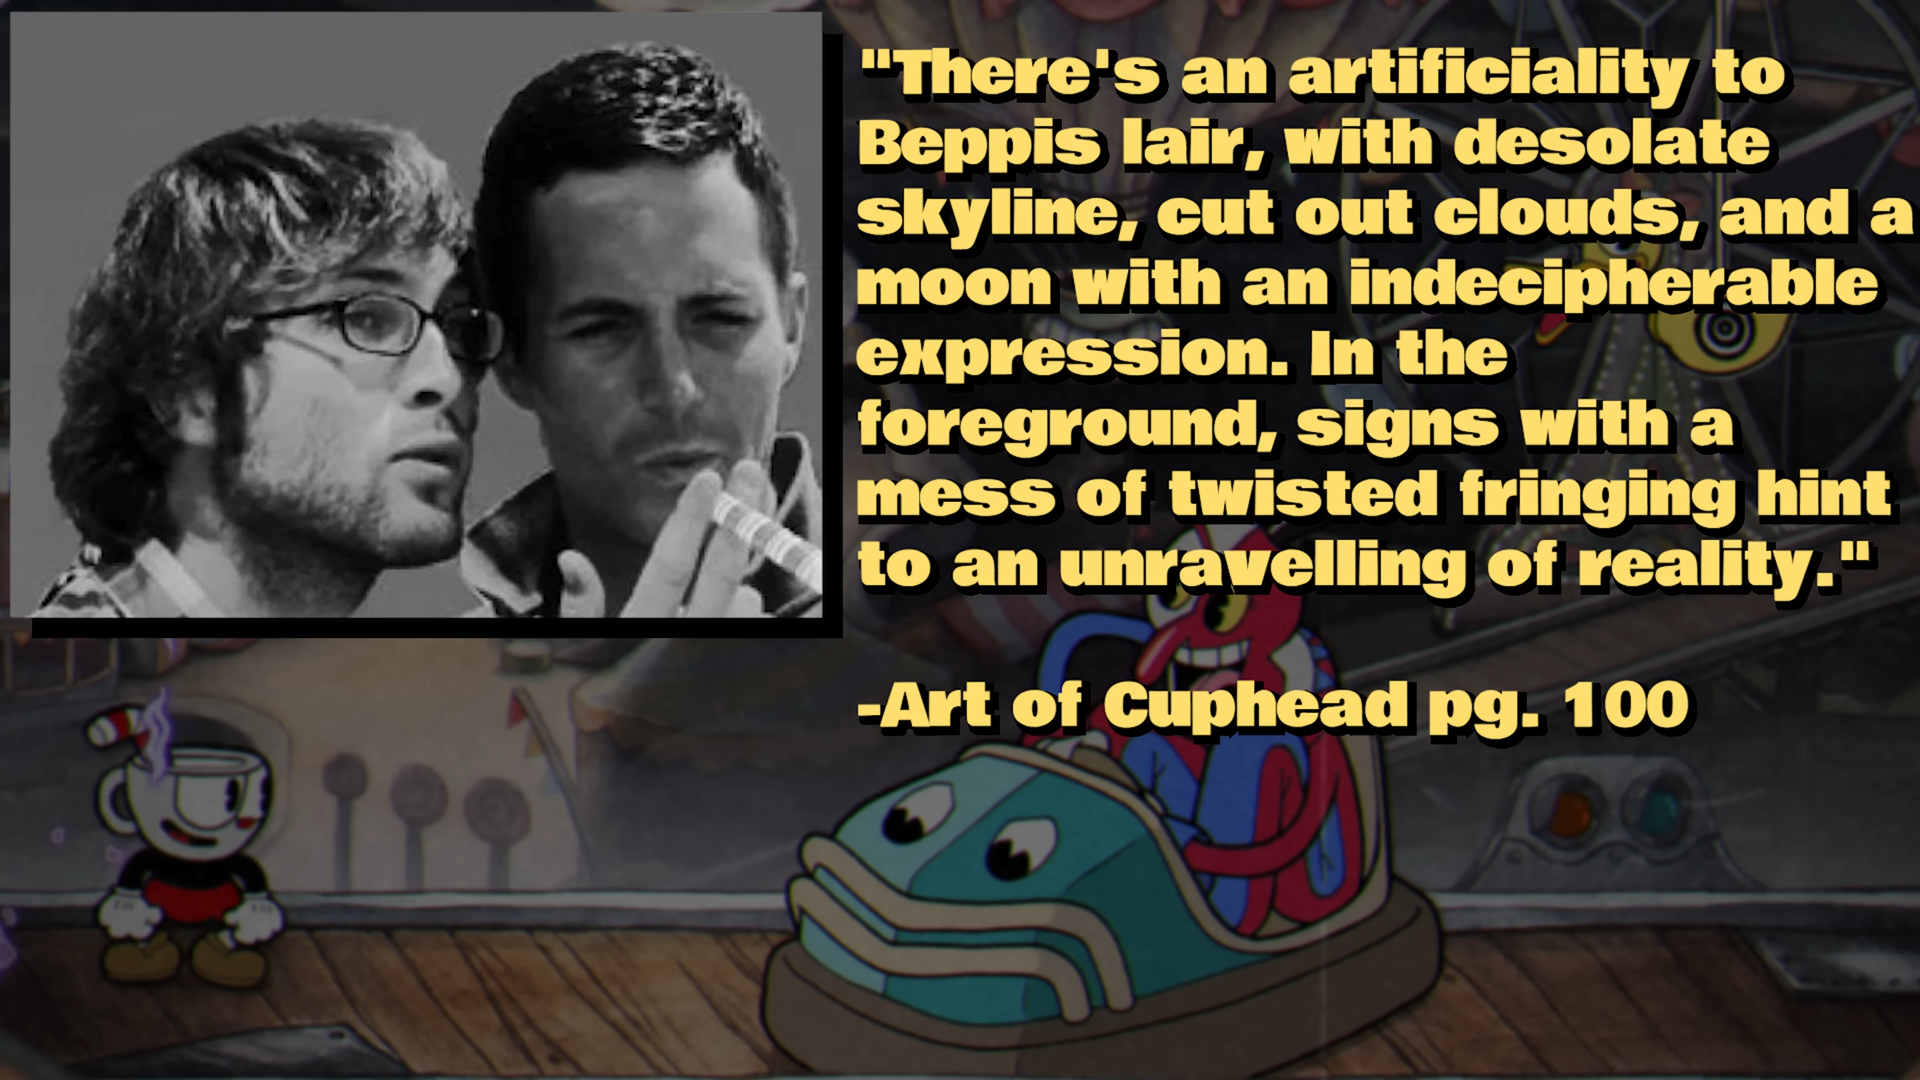 "There's an artificiality to
Beppis lair, with desolate
skyline, cut out clouds, and a
moon with an indecipherable
expression. In the
foreground, signs with a
mess of twisted fringing hint
to an unravelling of reality."
-Art of Cuphead pg. 100